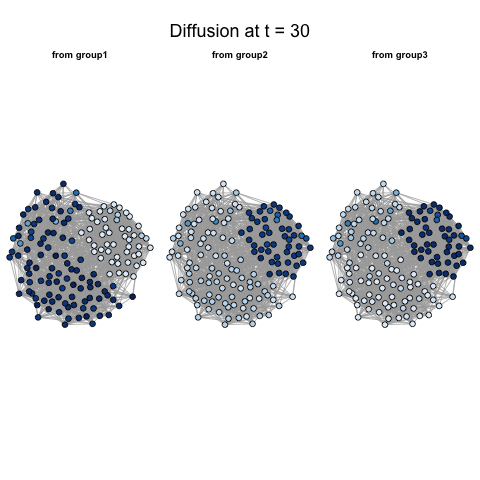 Diffusion at t = 30
from group1
from group2
from group3